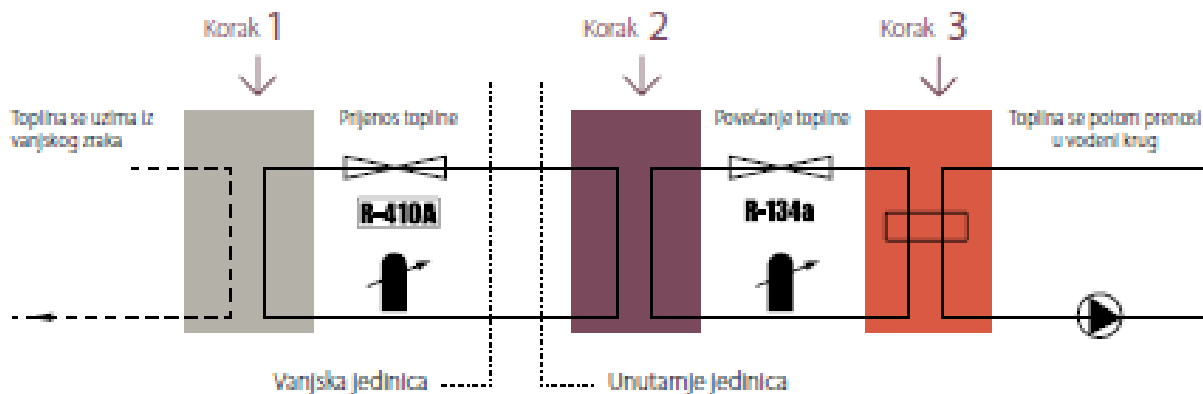 Korak 1
Korak 2
Korak 3
Toplina se uzima iz
vanjskog zraka
Prijenos topline
Povećanje topline
Toplina se potom prenosi
u vodeni krug
R-410A
R-134a
Vanjska jedinica
Unutarnje jedinica